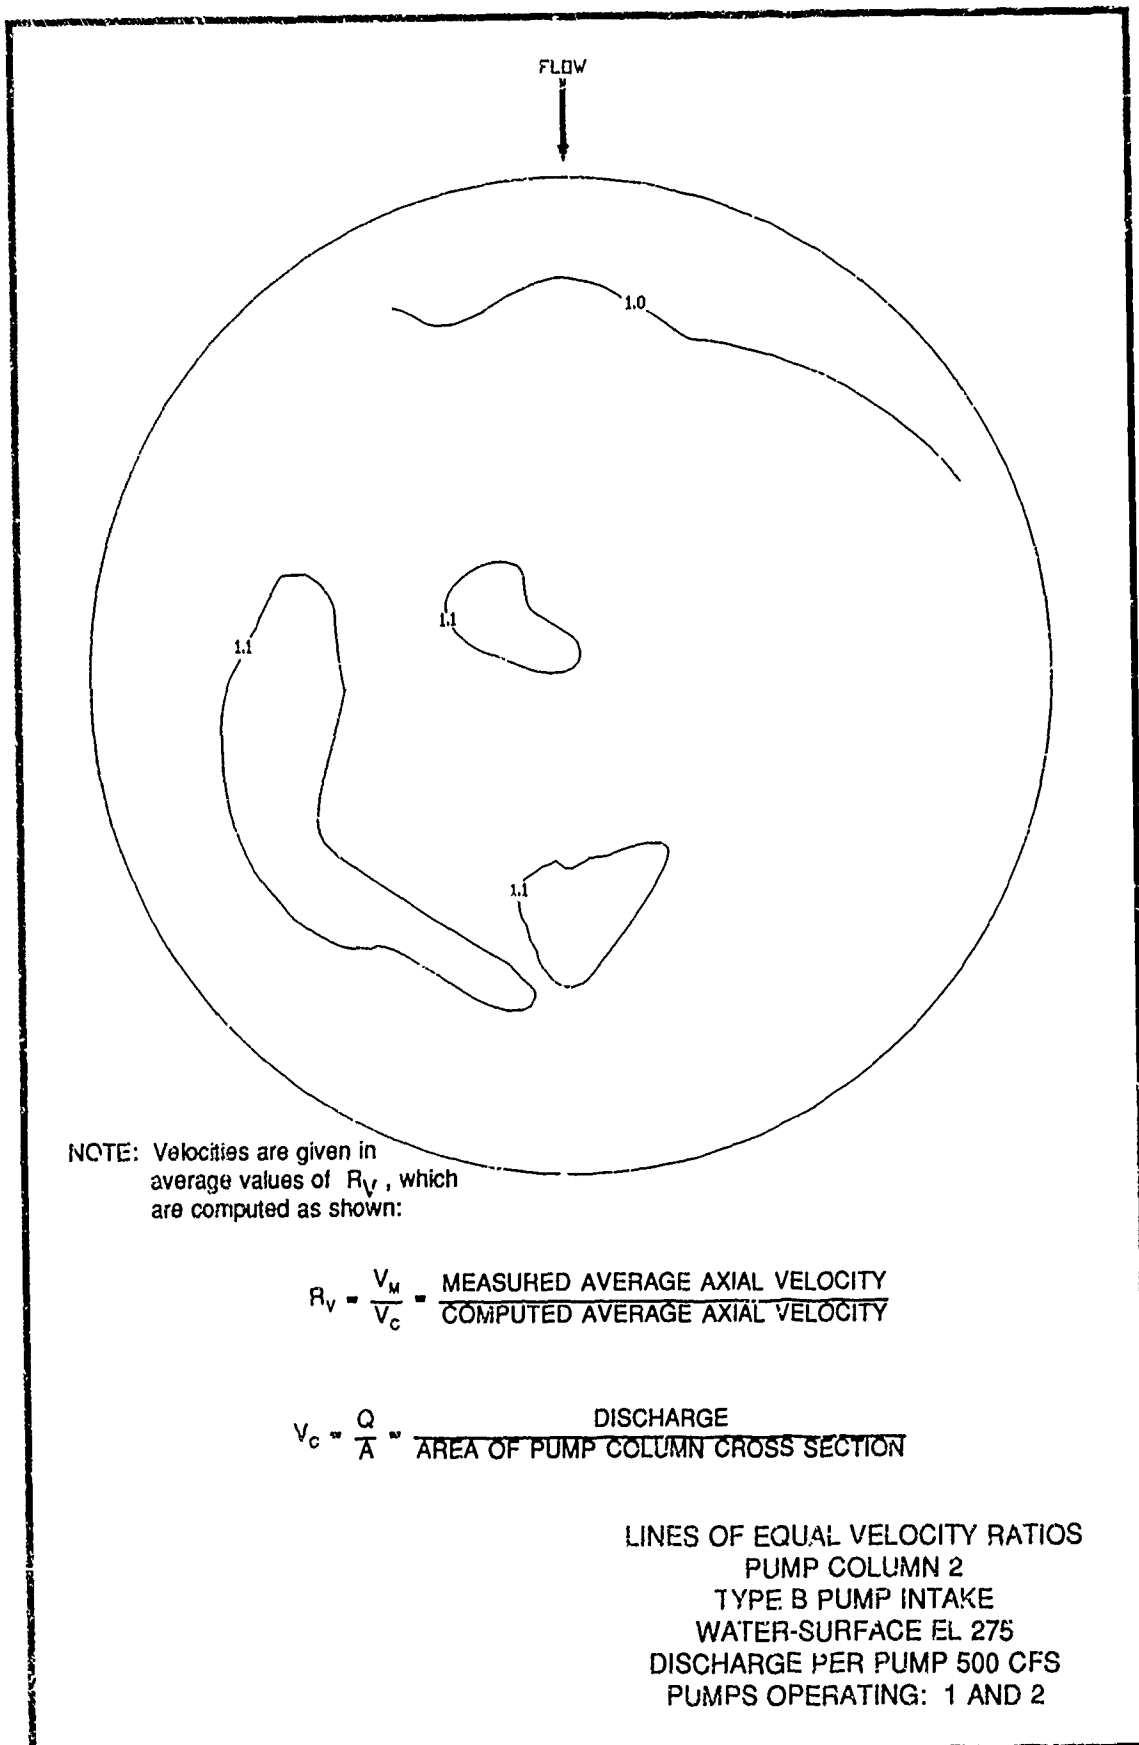 FLOW
1.0
1.1
1.1
1.1
NOTE: Velocities are given in
average values of R_V, which
are computed as shown:
R_V = V_M / V_C = MEASURED AVERAGE AXIAL VELOCITY / COMPUTED AVERAGE AXIAL VELOCITY
V_C = Q / A = DISCHARGE / AREA OF PUMP COLUMN CROSS SECTION
LINES OF EQUAL VELOCITY RATIOS
PUMP COLUMN 2
TYPE B PUMP INTAKE
WATER-SURFACE EL 275
DISCHARGE PER PUMP 500 CFS
PUMPS OPERATING: 1 AND 2